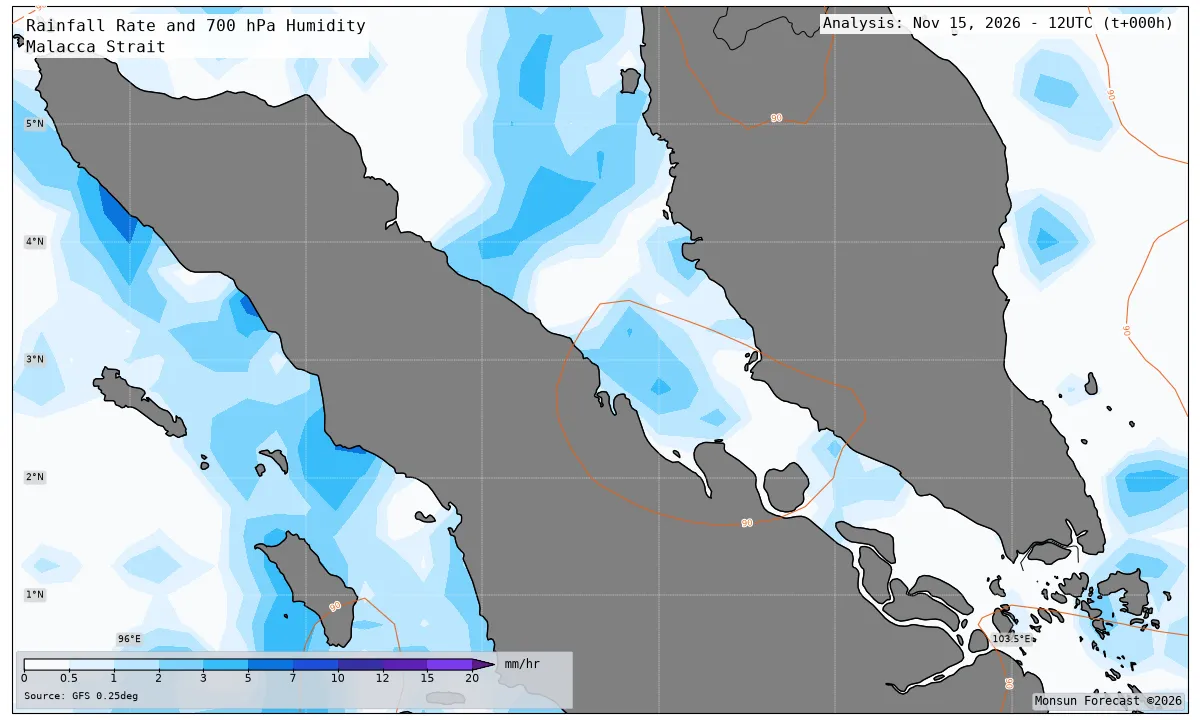 Rainfall Rate and 700 hPa Humidity
Malacca Strait
Analysis: Nov 15, 2026 - 12UTC (t+000h)
90
90
90
5°N
4°N
90
3°N
2°N
90
1°N
90
96°E
103.5°E
90
mm/hr
0 0.5 1 2 3 5 7 10 12 15 20
Source: GFS 0.25deg
Monsun Forecast ©2026